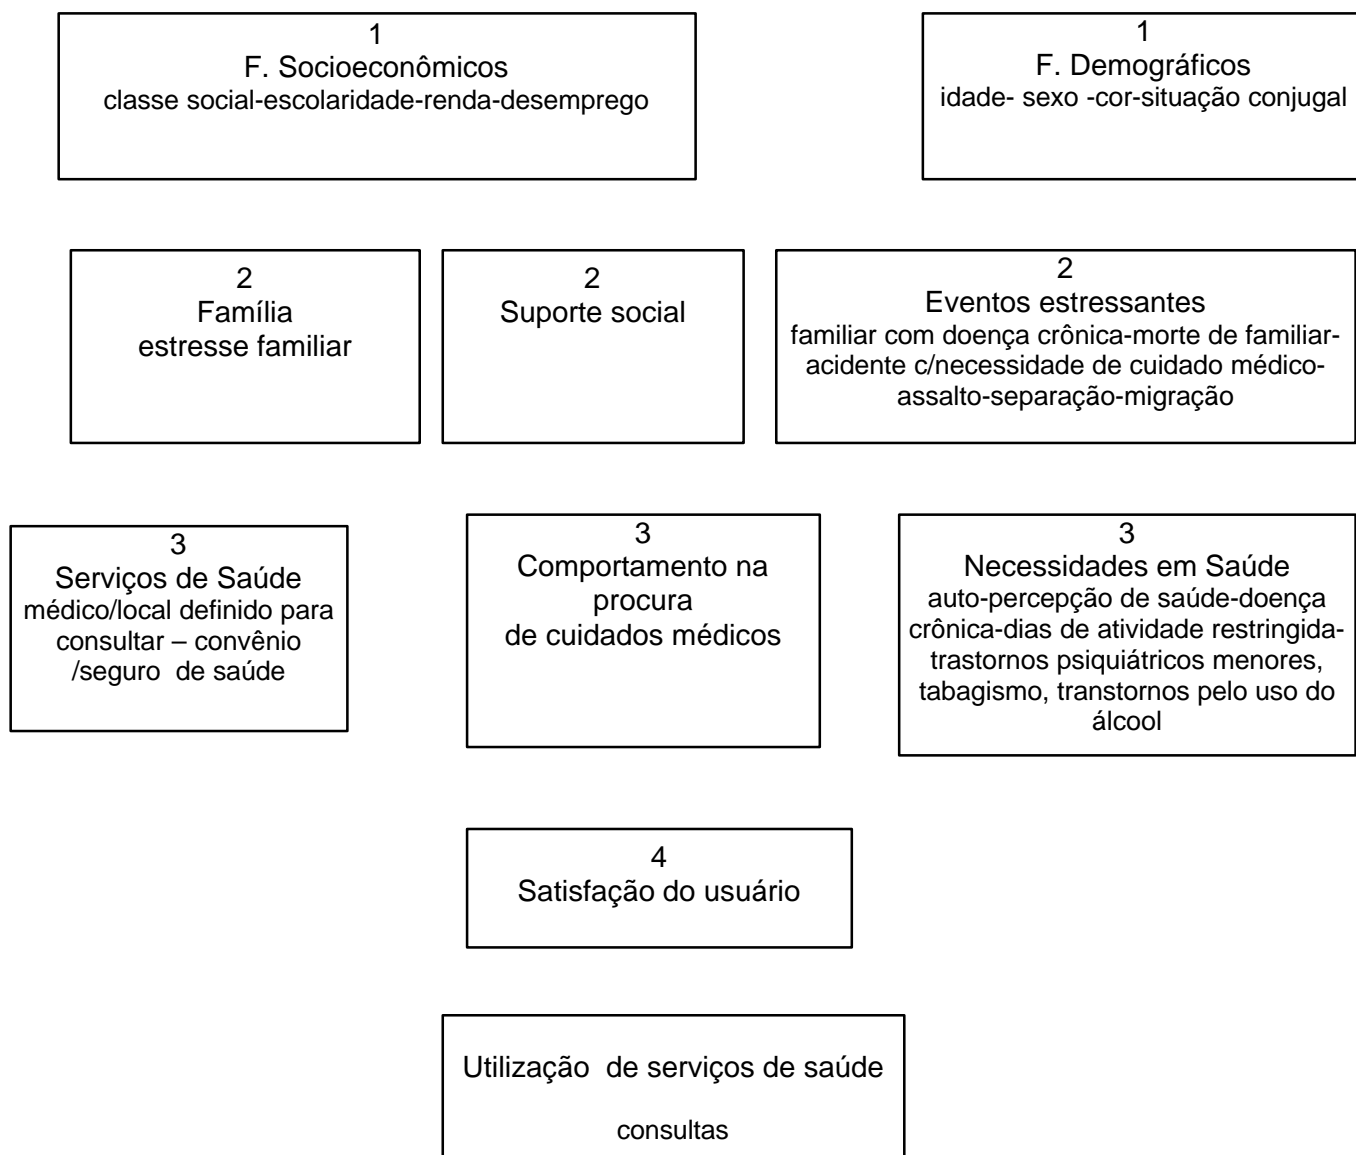 1
F. Socioeconômicos
classe social-escolaridade-renda-desemprego
1
F. Demográficos
idade- sexo -cor-situação conjugal
2
Família
estresse familiar
2
Suporte social
2
Eventos estressantes
familiar com doença crônica-morte de familiar-
acidente c/necessidade de cuidado médico-
assalto-separação-migração
3
Serviços de Saúde
médico/local definido para
consultar – convênio
/seguro de saúde
3
Comportamento na
procura
de cuidados médicos
3
Necessidades em Saúde
auto-percepção de saúde-doença
crônica-dias de atividade restringida-
trastornos psiquiátricos menores,
tabagismo, transtornos pelo uso do
álcool
4
Satisfação do usuário
Utilização de serviços de saúde
consultas